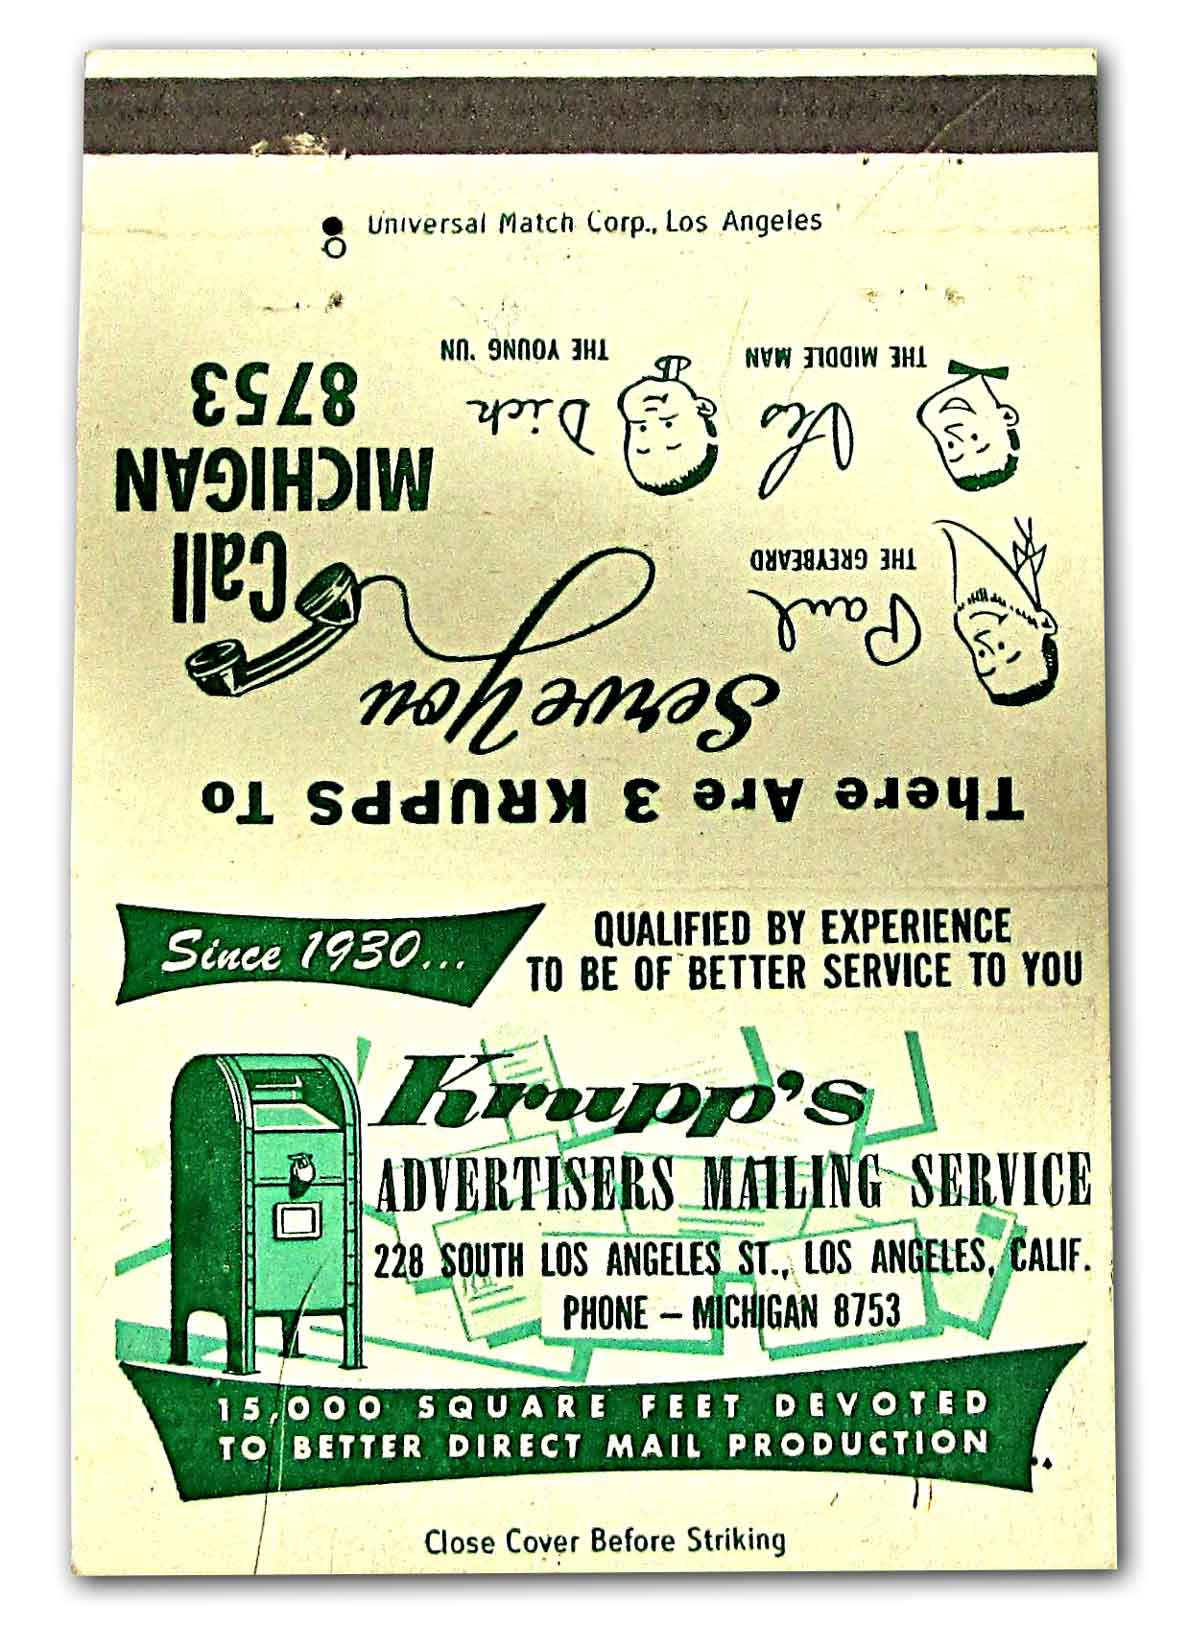 Universal Match Corp., Los Angeles
There Are 3 KRUPPS To
Serve You
Paul
THE GREYBEARD
Call
MICHIGAN
8753
THE MIDDLE MAN
Dick
THE YOUNG 'UN
Since 1930...
QUALIFIED BY EXPERIENCE
TO BE OF BETTER SERVICE TO YOU
Krupp's
ADVERTISERS MAILING SERVICE
228 SOUTH LOS ANGELES ST., LOS ANGELES, CALIF.
PHONE – MICHIGAN 8753
15,000 SQUARE FEET DEVOTED
TO BETTER DIRECT MAIL PRODUCTION
Close Cover Before Striking